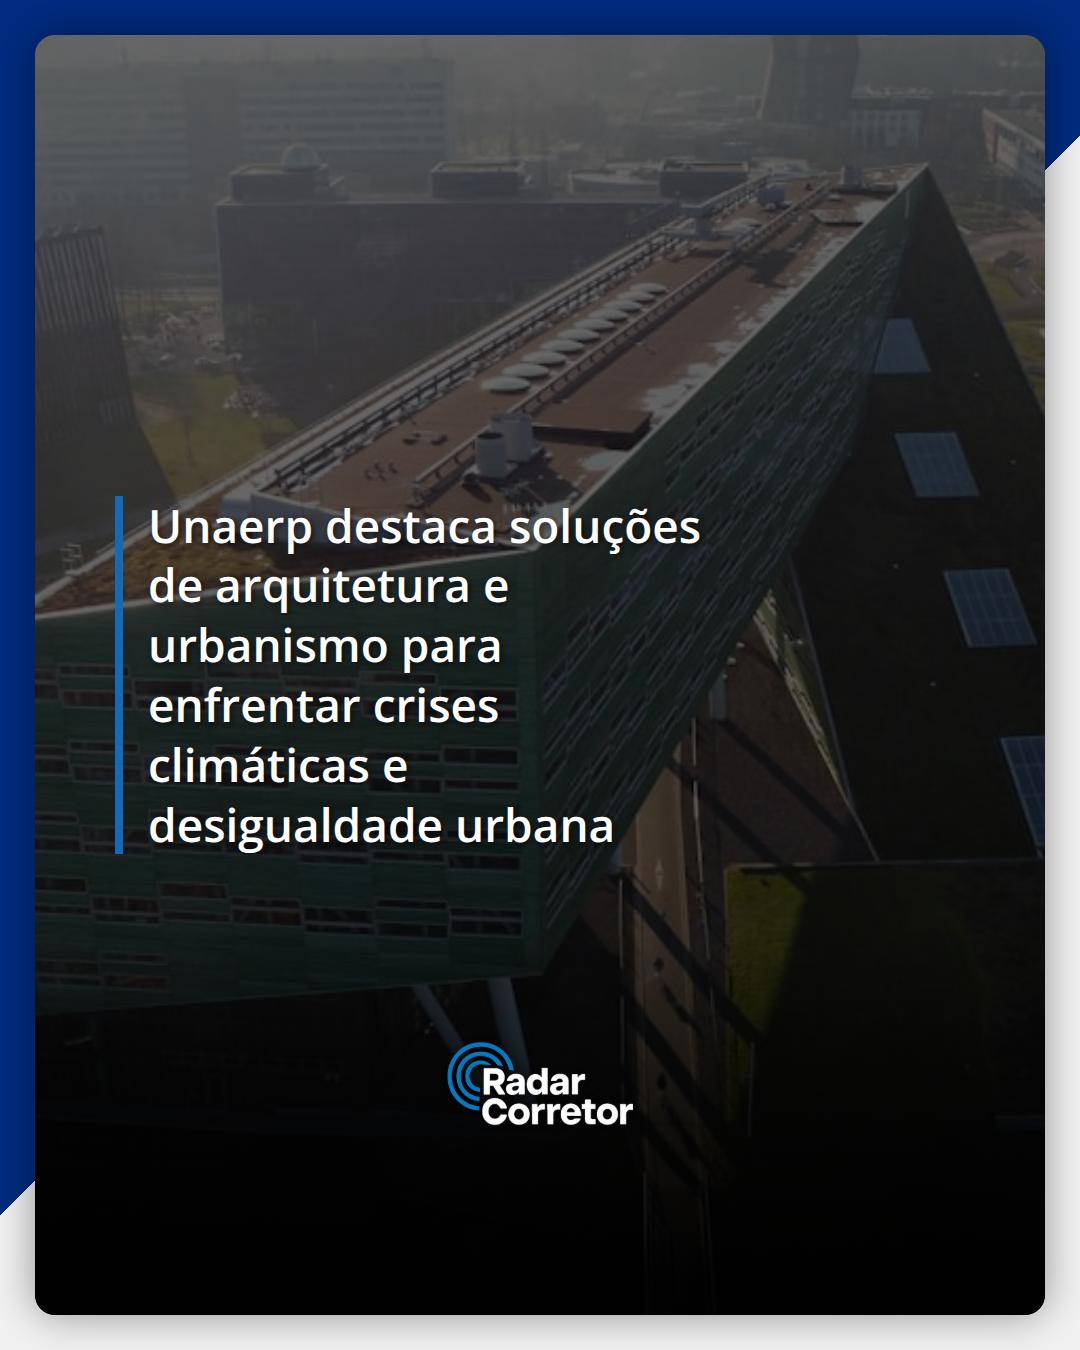 Unaerp destaca soluções
de arquitetura e
urbanismo para
enfrentar crises
climáticas e
desigualdade urbana
Radar
Corretor